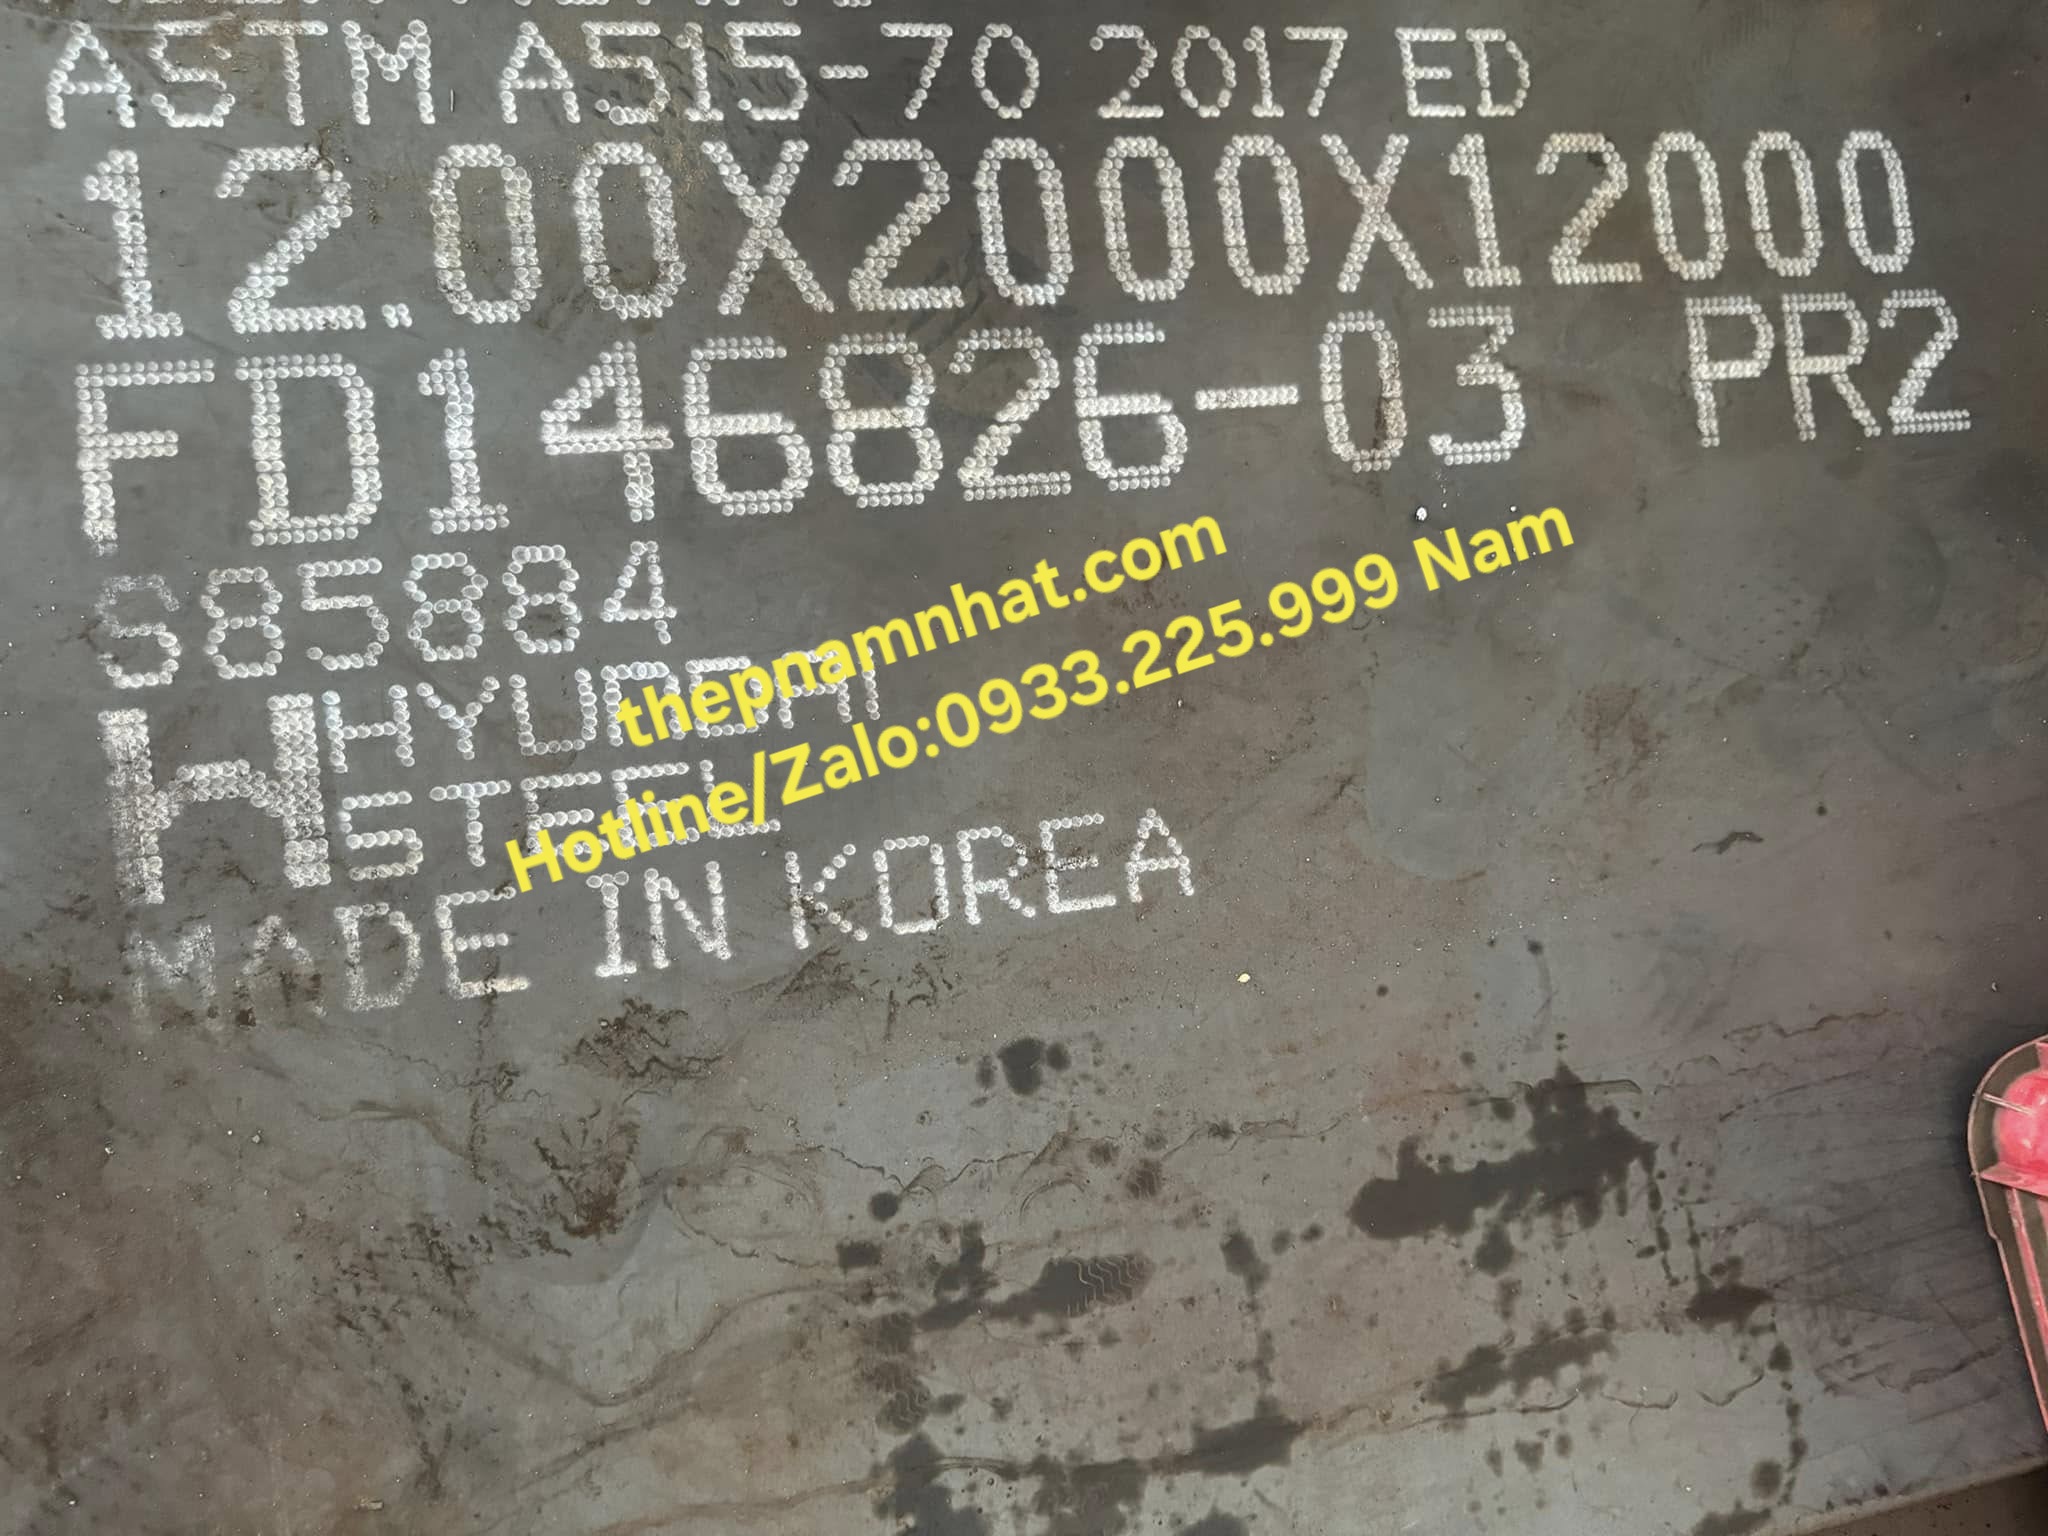 ASTM A515-70 2017 ED
12.00X2000X12000
FD146826-03 PR2
S85884
HYUNDAI
STEEL
MADE IN KOREA
thepnamnhat.com
Hotline/Zalo:0933.225.999 Nam